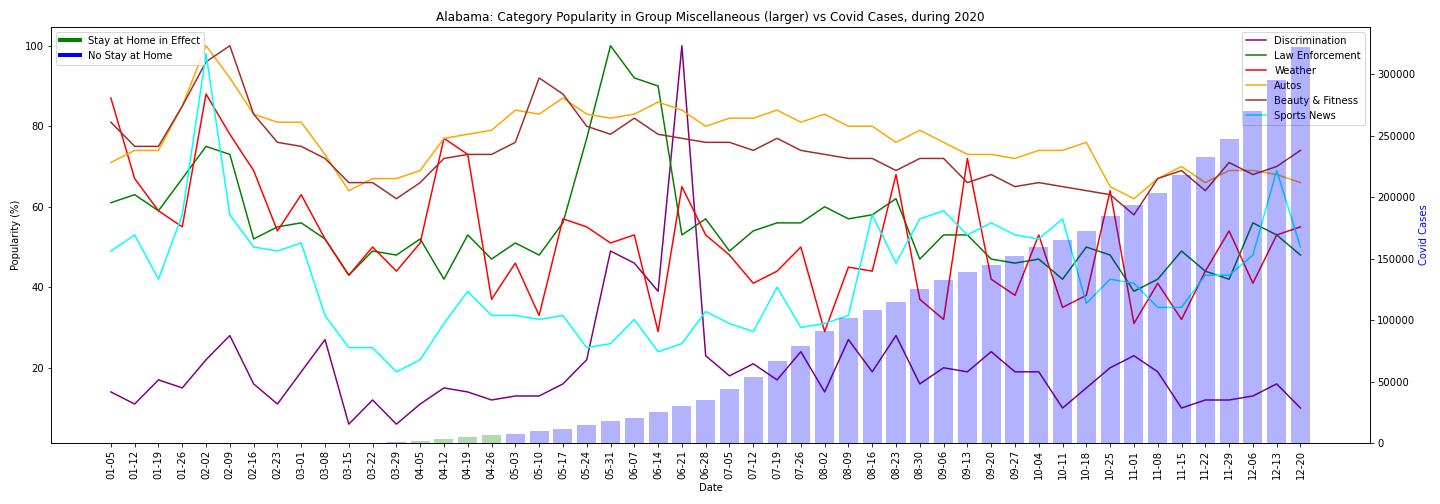 Alabama: Category Popularity in Group Miscellaneous (larger) vs Covid Cases, during 2020
Stay at Home in Effect
No Stay at Home
Discrimination
Law Enforcement
Weather
Autos
Beauty & Fitness
Sports News
Popularity (%)
100
80
60
40
20
Covid Cases
300000
250000
200000
150000
100000
50000
0
01-05 01-12 01-19 01-26 02-02 02-09 02-16 02-23 03-01 03-08 03-15 03-22 03-29 04-05 04-12 04-19 04-26 05-03 05-10 05-17 05-24 05-31 06-07 06-14 06-21 06-28 07-05 07-12 07-19 07-26 08-02 08-09 08-16 08-23 08-30 09-06 09-13 09-20 09-27 10-04 10-11 10-18 10-25 11-01 11-08 11-15 11-22 11-29 12-06 12-13 12-20
Date